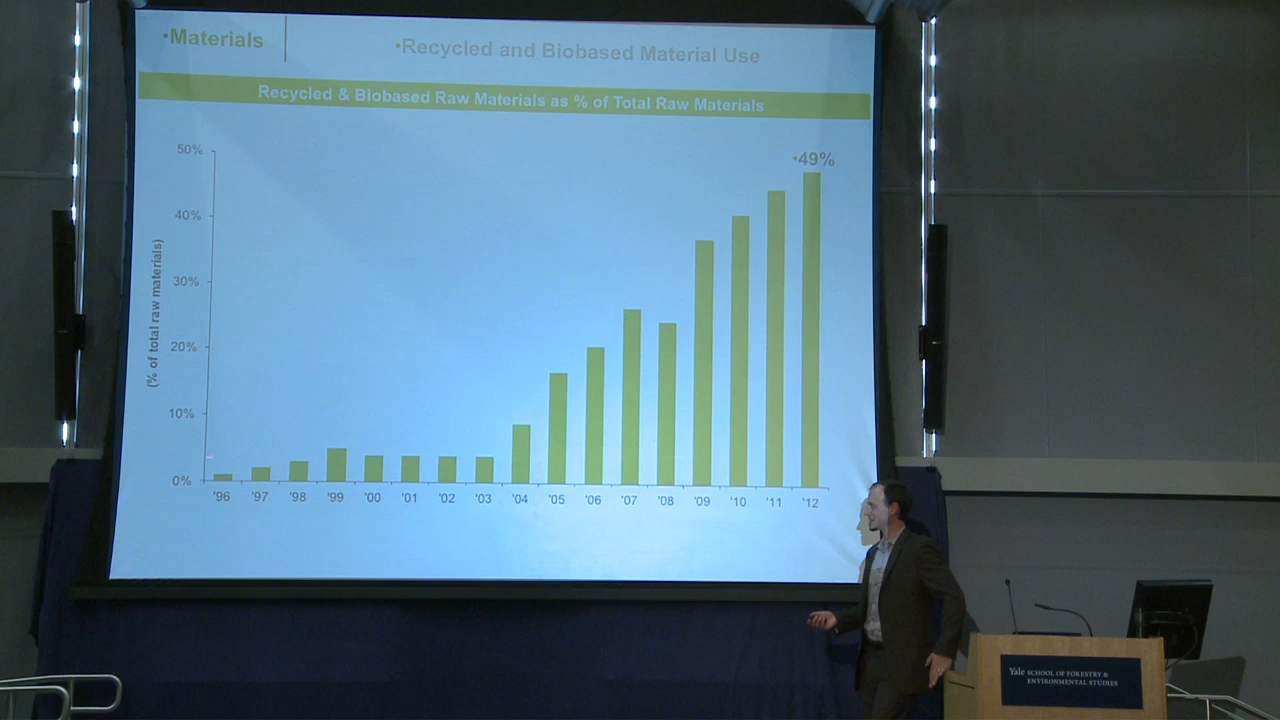 •Materials
•Recycled and Biobased Material Use
Recycled & Biobased Raw Materials as % of Total Raw Materials
50%
•49%
40%
30%
20%
10%
0%
(% of total raw materials)
'96 '97 '98 '99 '00 '01 '02 '03 '04 '05 '06 '07 '08 '09 '10 '11 '12
Yale SCHOOL OF FORESTRY &
ENVIRONMENTAL STUDIES